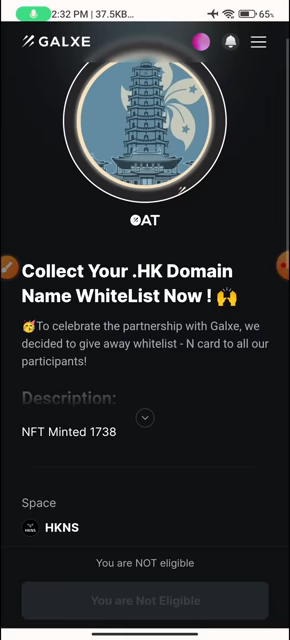 2:32 PM | 37.5KB...
65%
GALXE
OAT
Collect Your .HK Domain
Name WhiteList Now ! 🙌
🥳To celebrate the partnership with Galxe, we
decided to give away whitelist - N card to all our
participants!
Description:
NFT Minted 1738
Space
HKNS
HKNS
You are NOT eligible
You are Not Eligible